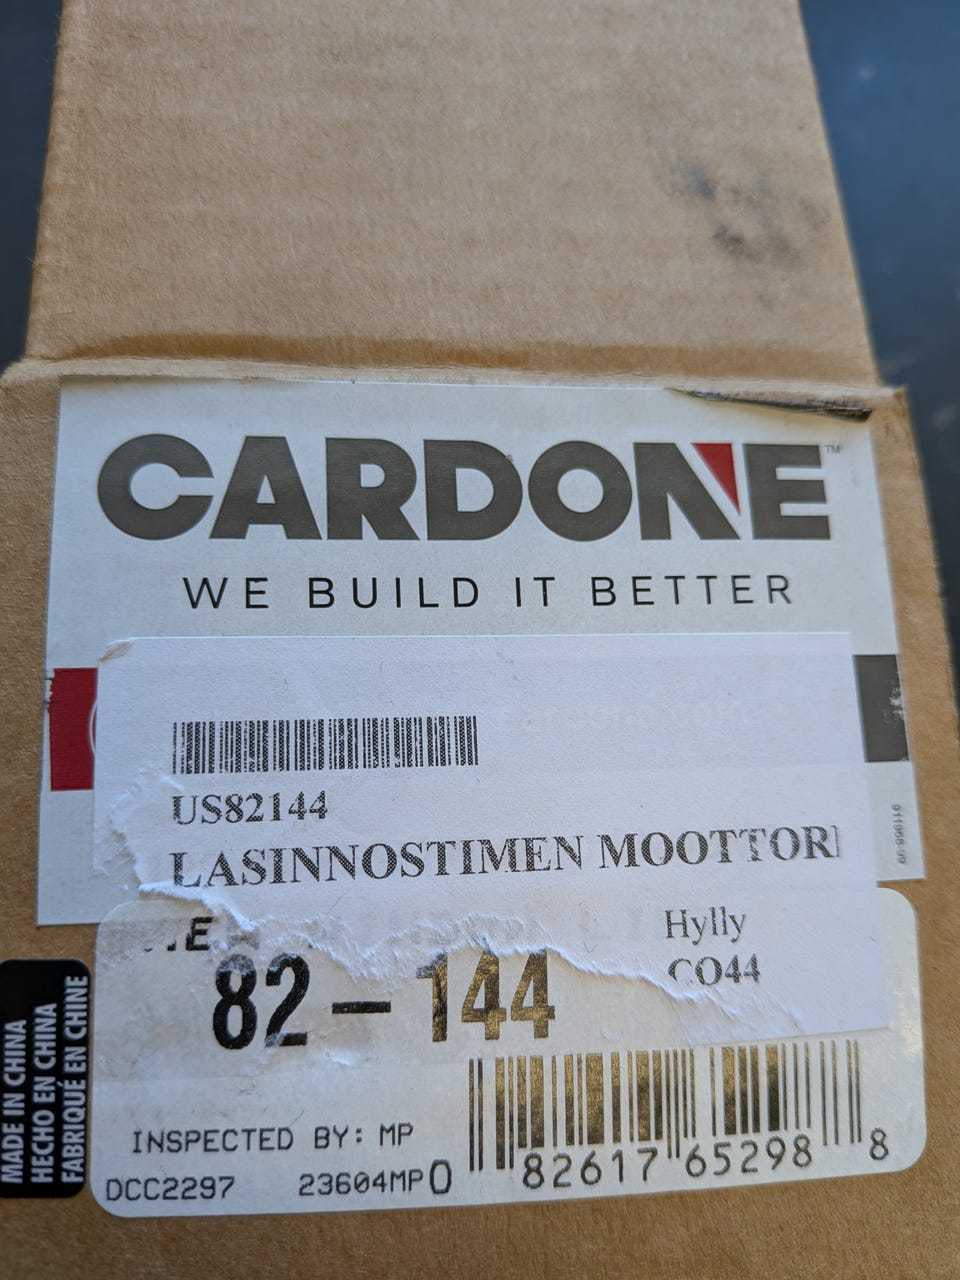 CARDONE™
WE BUILD IT BETTER
US82144
LASINNOSTIMEN MOOTTORI
Hylly
CO44
82-144
INSPECTED BY: MP
DCC2297 23604MP
0 82617 65298 8
MADE IN CHINA
HECHO EN CHINA
FABRIQUÉ EN CHINE